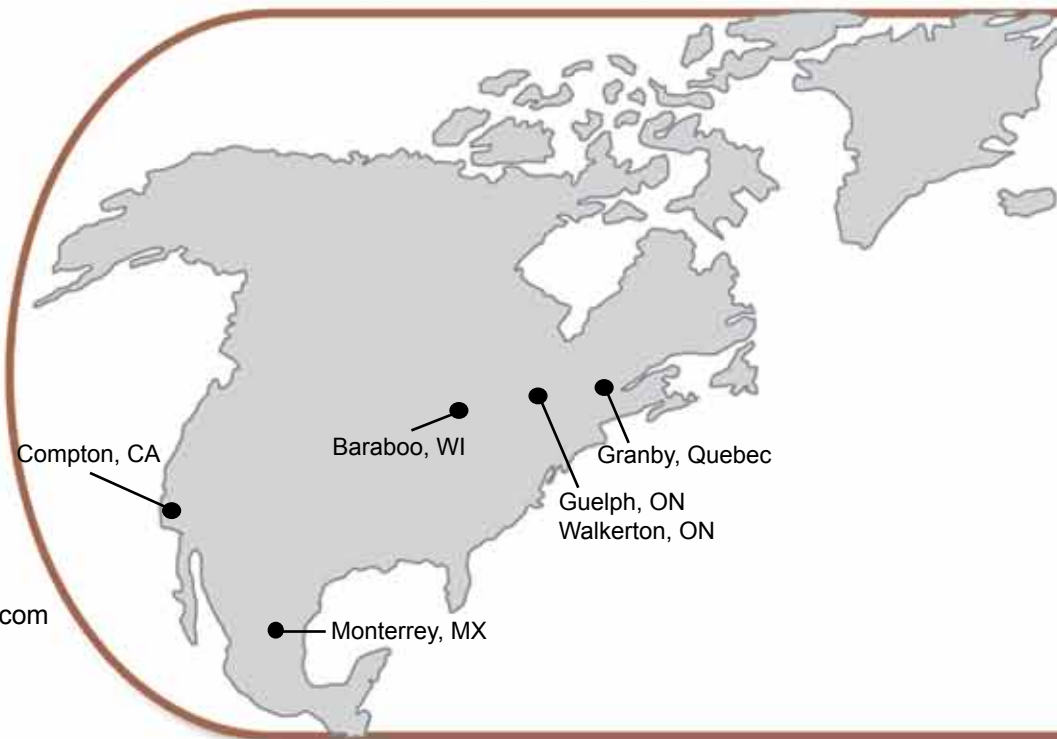 Compton, CA
Baraboo, WI
Granby, Quebec
Guelph, ON
Walkerton, ON
com
Monterrey, MX